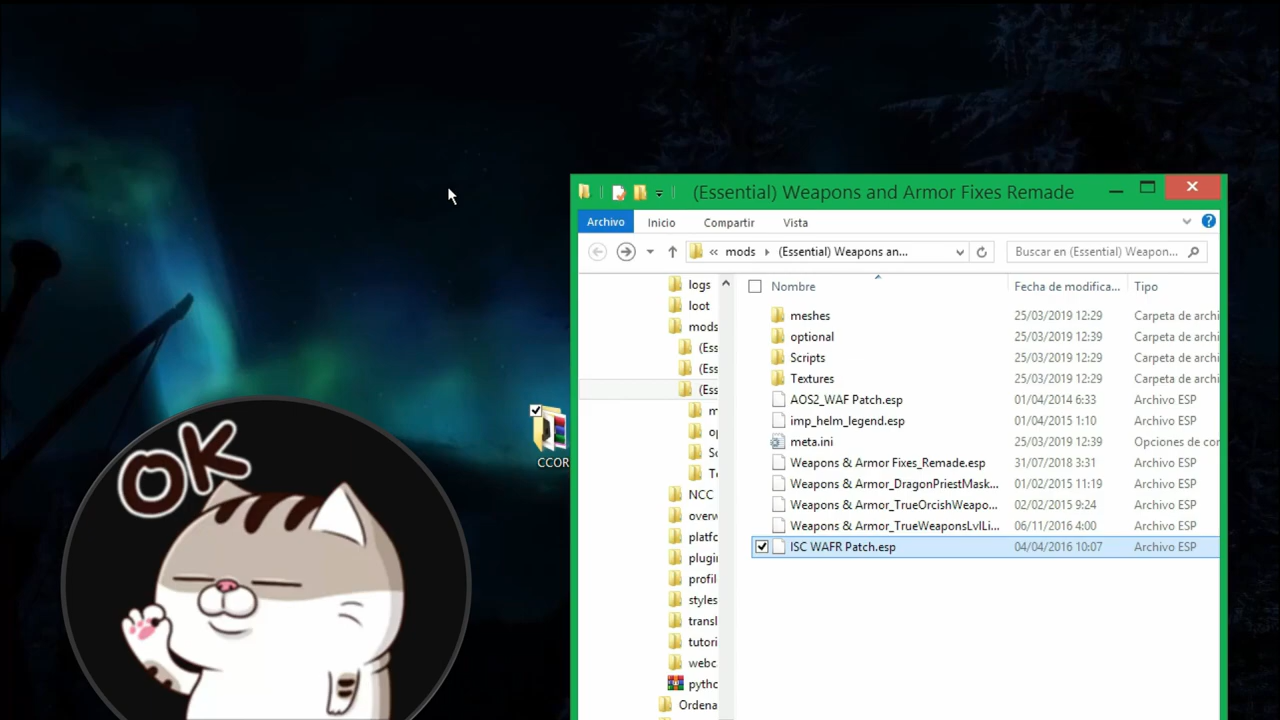 (Essential) Weapons and Armor Fixes Remade
Archivo Inicio Compartir Vista
« mods (Essential) Weapons an... Buscar en (Essential) Weapon...
Nombre Fecha de modifica... Tipo
logs
loot
mods
(Ess
(Ess
(Ess
m
NCC
overw
platfo
plugin
profil
styles
transl
tutori
webc
pytho
Ordena
meshes 25/03/2019 12:29 Carpeta de archi
optional 25/03/2019 12:39 Carpeta de archi
Scripts 25/03/2019 12:29 Carpeta de archi
Textures 25/03/2019 12:29 Carpeta de archi
AOS2_WAF Patch.esp 01/04/2014 6:33 Archivo ESP
imp_helm_legend.esp 01/04/2015 1:10 Archivo ESP
meta.ini 25/03/2019 12:39 Opciones de con
Weapons & Armor Fixes_Remade.esp 31/07/2018 3:31 Archivo ESP
Weapons & Armor_DragonPriestMask... 01/02/2015 11:19 Archivo ESP
Weapons & Armor_TrueOrcishWeapo... 02/02/2015 9:24 Archivo ESP
Weapons & Armor_TrueWeaponsLvlLi... 06/11/2016 4:00 Archivo ESP
ISC WAFR Patch.esp 04/04/2016 10:07 Archivo ESP
CCOR
OK